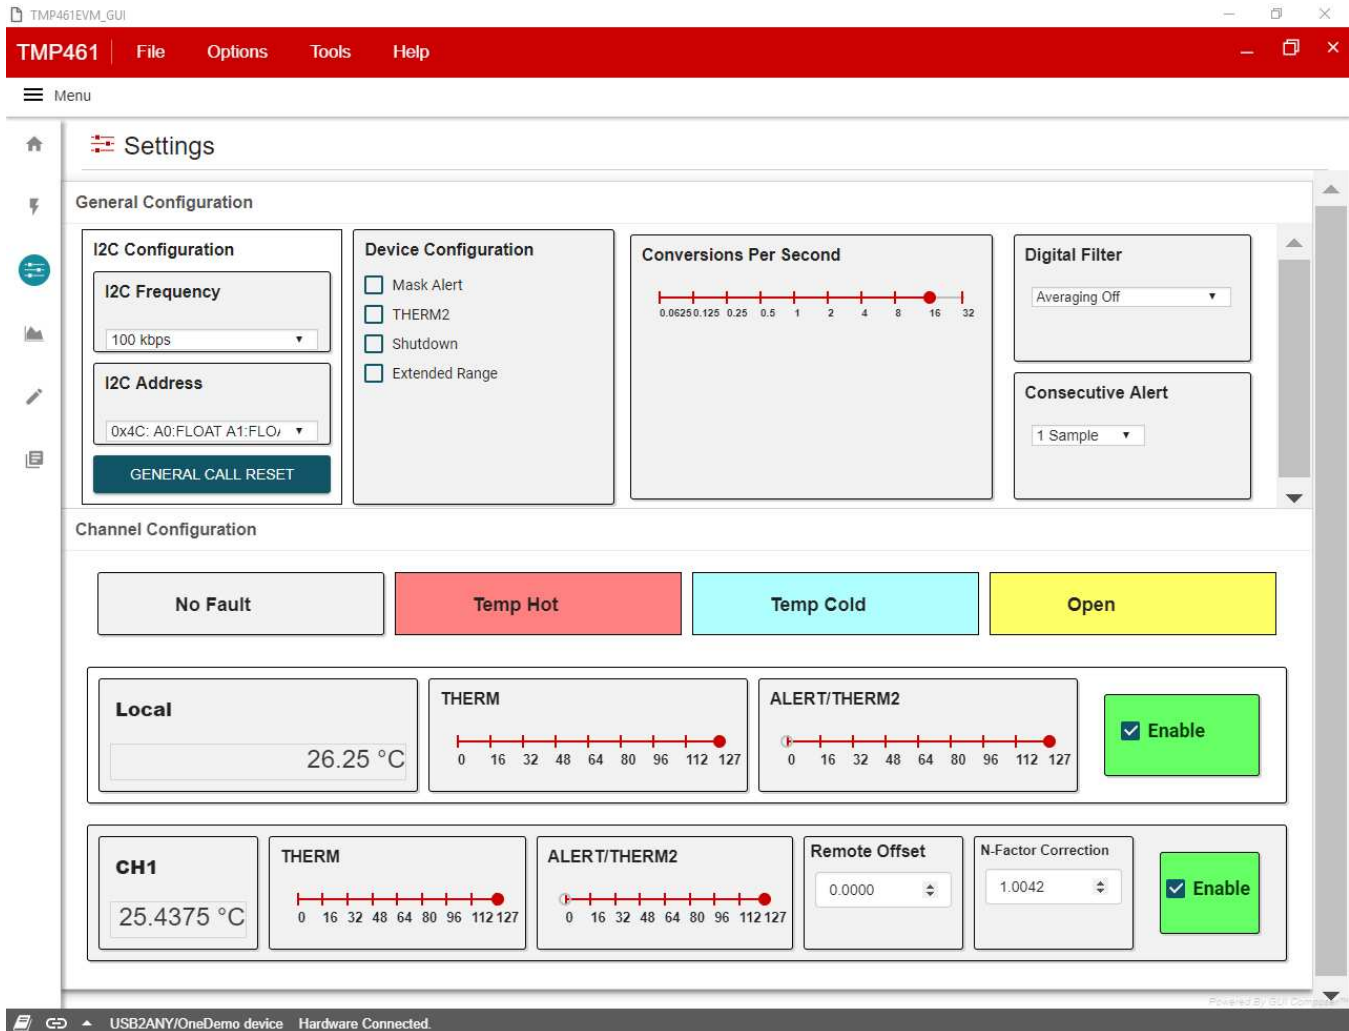 TMP461EVM_GUI
TMP461 File Options Tools Help
Menu
Settings
General Configuration
I2C Configuration
I2C Frequency
100 kbps
I2C Address
0x4C: A0:FLOAT A1:FLO
GENERAL CALL RESET
Device Configuration
Mask Alert
THERM2
Shutdown
Extended Range
Conversions Per Second
0.0625 0.125 0.25 0.5 1 2 4 8 16 32
Digital Filter
Averaging Off
Consecutive Alert
1 Sample
Channel Configuration
No Fault Temp Hot Temp Cold Open
Local
26.25 °C
THERM
0 16 32 48 64 80 96 112 127
ALERT/THERM2
0 16 32 48 64 80 96 112 127
Enable
CH1
25.4375 °C
THERM
0 16 32 48 64 80 96 112 127
ALERT/THERM2
0 16 32 48 64 80 96 112 127
Remote Offset
0.0000
N-Factor Correction
1.0042
Enable
Powered By GUI Composer
USB2ANY/OneDemo device Hardware Connected.